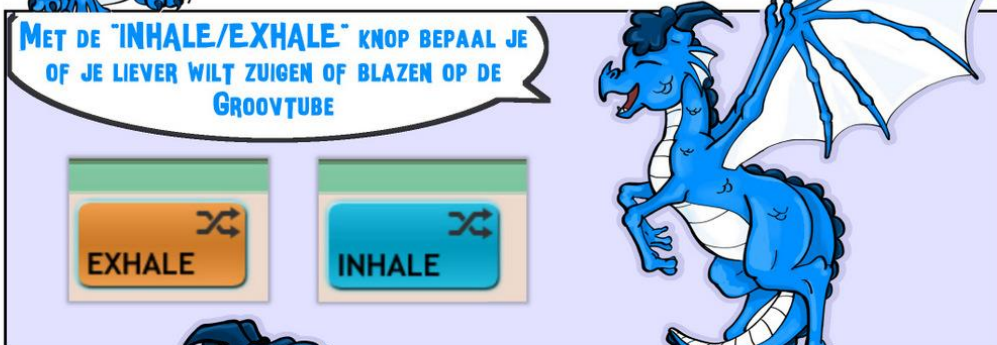 MET DE "INHALE/EXHALE" KNOP BEPAAL JE
OF JE LIEVER WILT ZUIGEN OF BLAZEN OP DE
GROOVTUBE
EXHALE
INHALE